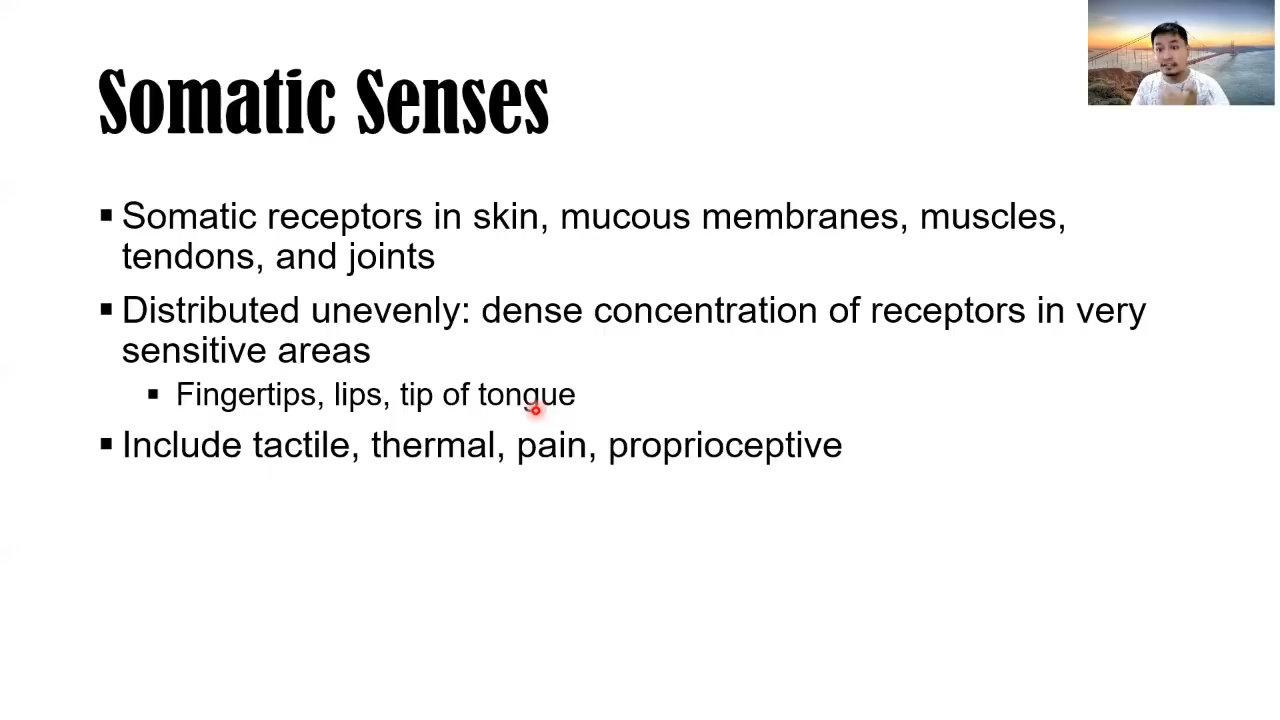 Somatic Senses
▪ Somatic receptors in skin, mucous membranes, muscles,
tendons, and joints
▪ Distributed unevenly: dense concentration of receptors in very
sensitive areas
▪ Fingertips, lips, tip of tongue
▪ Include tactile, thermal, pain, proprioceptive